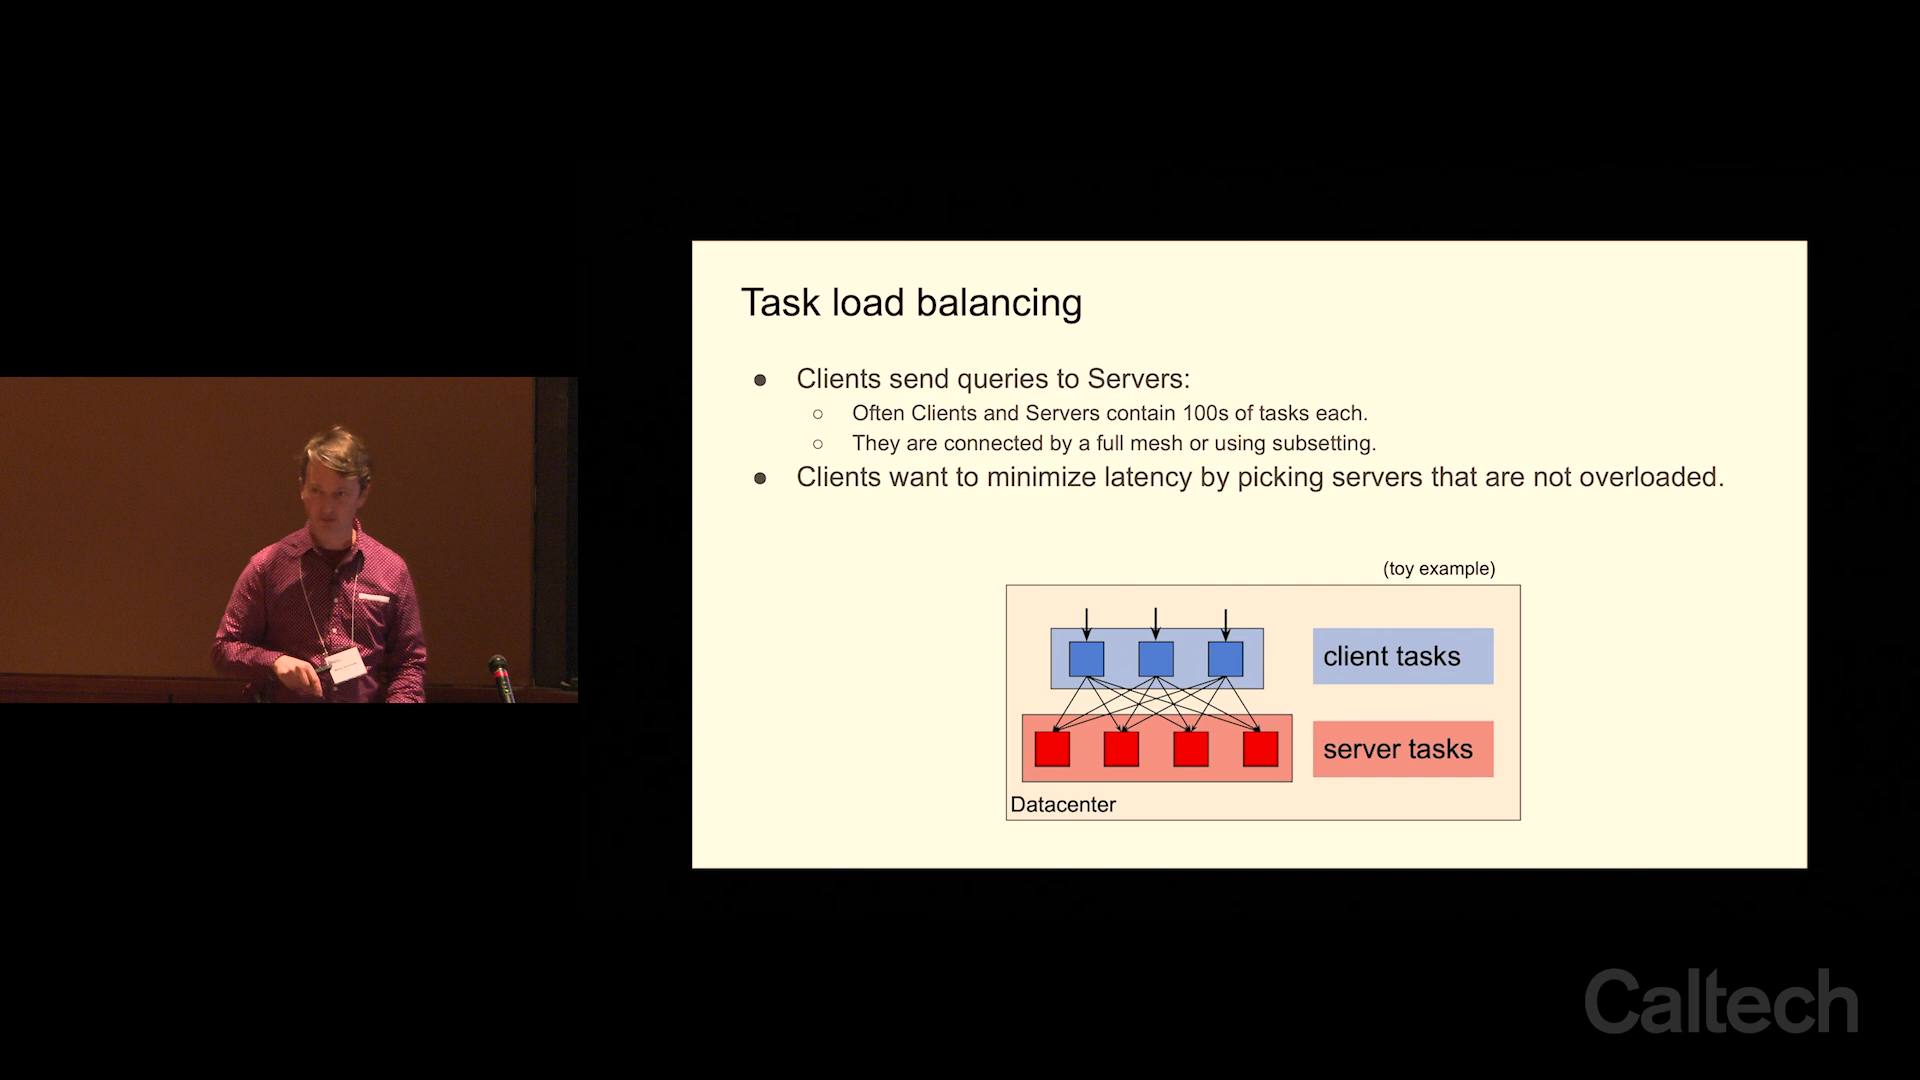 Task load balancing
● Clients send queries to Servers:
○ Often Clients and Servers contain 100s of tasks each.
○ They are connected by a full mesh or using subsetting.
● Clients want to minimize latency by picking servers that are not overloaded.
(toy example)
client tasks
server tasks
Datacenter
Caltech